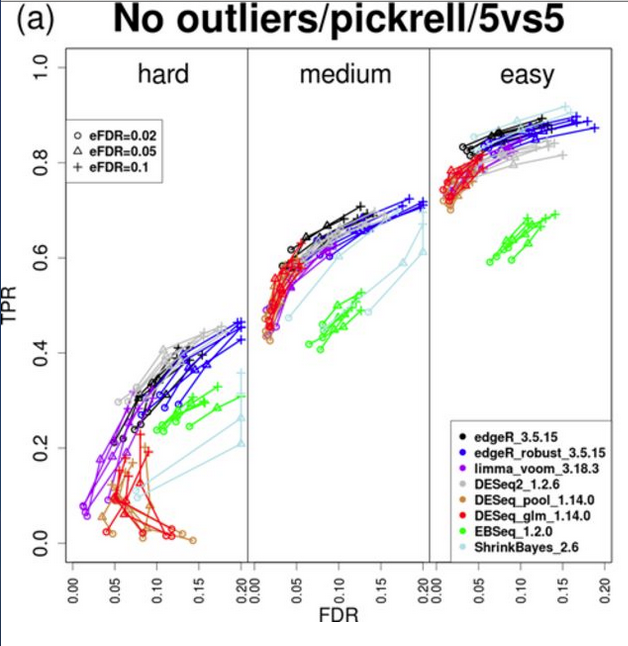 (a) No outliers/pickrell/5vs5
hard medium easy
eFDR=0.02
eFDR=0.05
eFDR=0.1
TPR
1.0
0.8
0.6
0.4
0.2
0.0
edgeR_3.5.15
edgeR_robust_3.5.15
limma_voom_3.18.3
DESeq2_1.2.6
DESeq_pool_1.14.0
DESeq_glm_1.14.0
EBSeq_1.2.0
ShrinkBayes_2.6
0.00 0.05 0.10 0.15 0.20 0.00 0.05 0.10 0.15 0.20 0.00 0.05 0.10 0.15 0.20
FDR